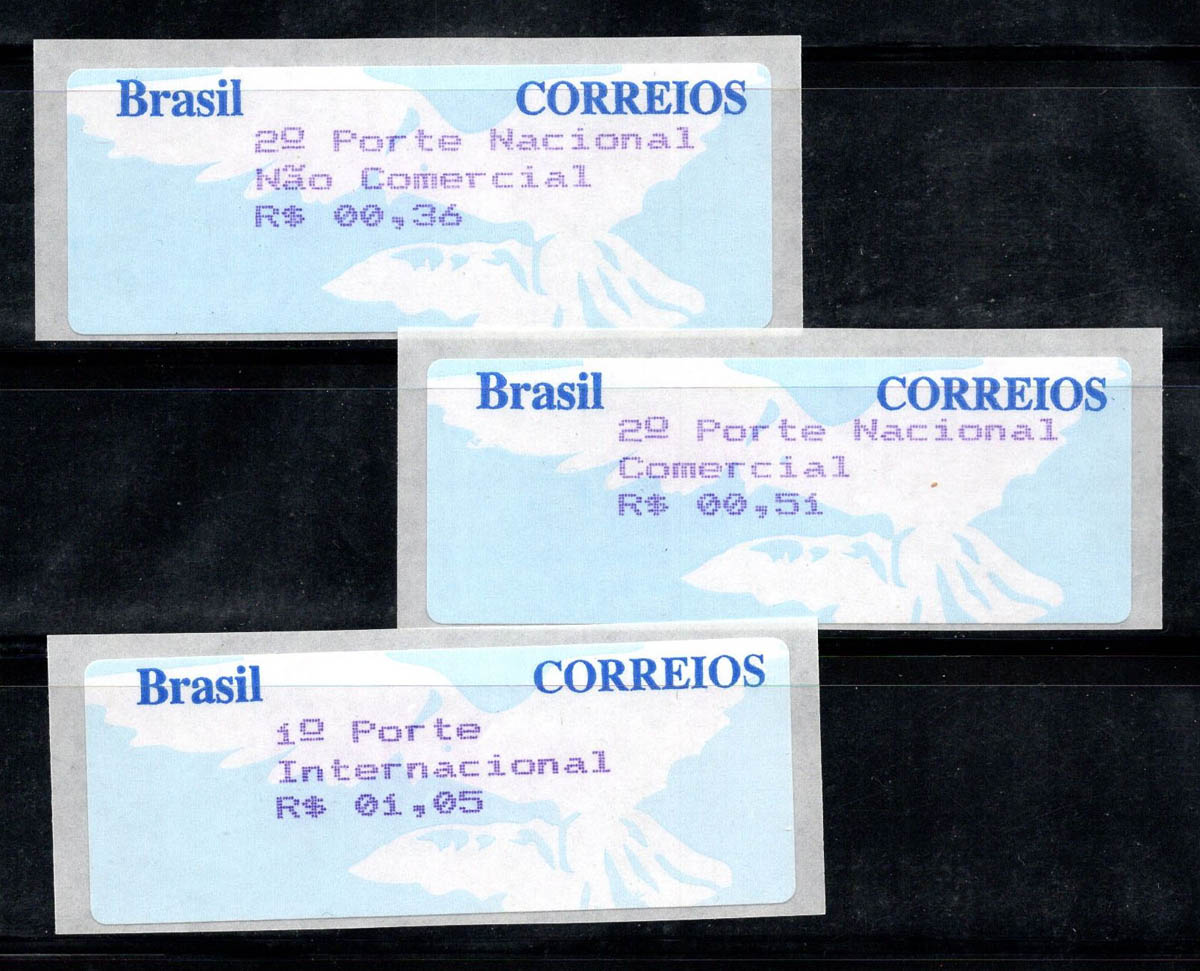 Brasil CORREIOS
2º Porte Nacional
Não Comercial
R$ 00,36
Brasil CORREIOS
2º Porte Nacional
Comercial
R$ 00,51
Brasil CORREIOS
1º Porte
Internacional
R$ 01,05